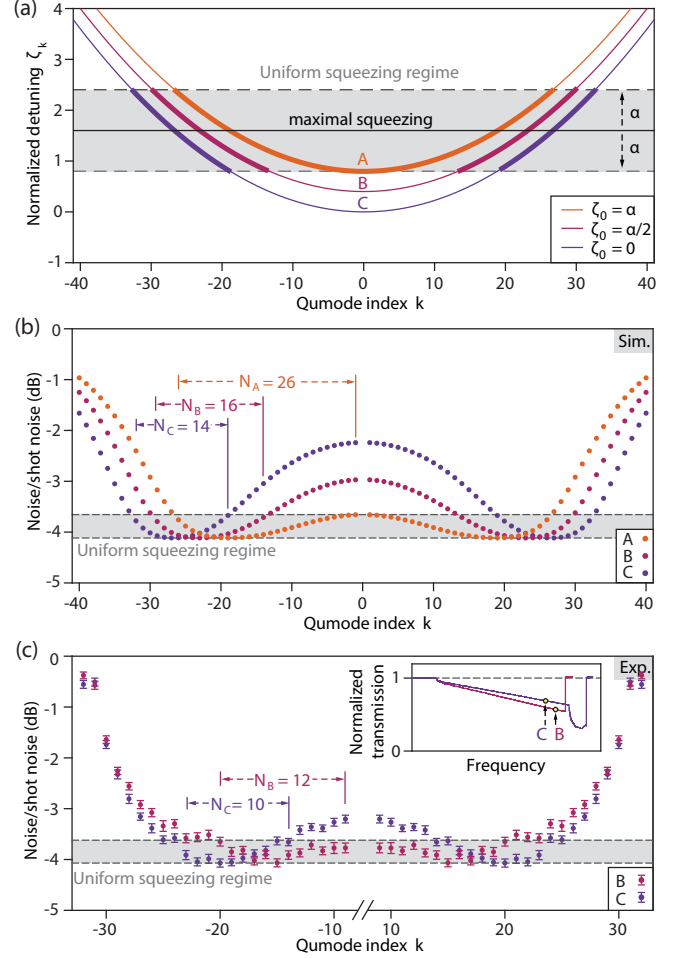 (a)
4
3
2
1
0
-1
Normalized detuning ζk
Uniform squeezing regime
maximal squeezing
α
α
A
B
C
ζ0 = α
ζ0 = α/2
ζ0 = 0
-40 -30 -20 -10 0 10 20 30 40
Qumode index k
(b)
0
-1
-2
-3
-4
-5
Noise/shot noise (dB)
Sim.
NA = 26
NB = 16
NC = 14
Uniform squeezing regime
A
B
C
-40 -30 -20 -10 0 10 20 30 40
Qumode index k
(c)
0
-1
-2
-3
-4
-5
Noise/shot noise (dB)
Exp.
Normalized
transmission
1
0
C B
Frequency
NB = 12
NC = 10
Uniform squeezing regime
B
C
-30 -20 -10 10 20 30
Qumode index k